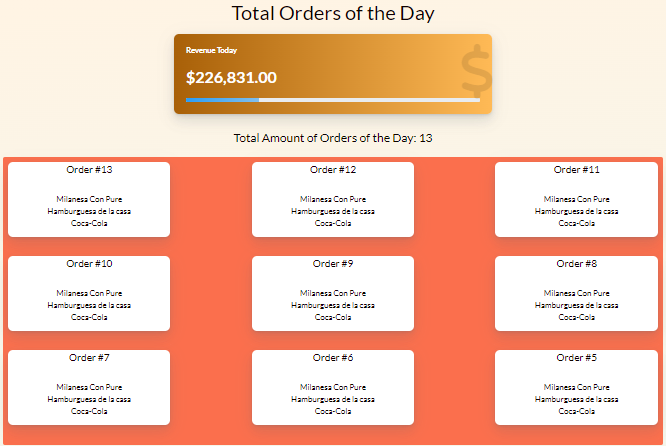 Total Orders of the Day
Revenue Today
$226,831.00
$
Total Amount of Orders of the Day: 13
Order #13
Milanesa Con Pure
Hamburguesa de la casa
Coca-Cola
Order #12
Milanesa Con Pure
Hamburguesa de la casa
Coca-Cola
Order #11
Milanesa Con Pure
Hamburguesa de la casa
Coca-Cola
Order #10
Milanesa Con Pure
Hamburguesa de la casa
Coca-Cola
Order #9
Milanesa Con Pure
Hamburguesa de la casa
Coca-Cola
Order #8
Milanesa Con Pure
Hamburguesa de la casa
Coca-Cola
Order #7
Milanesa Con Pure
Hamburguesa de la casa
Coca-Cola
Order #6
Milanesa Con Pure
Hamburguesa de la casa
Coca-Cola
Order #5
Milanesa Con Pure
Hamburguesa de la casa
Coca-Cola